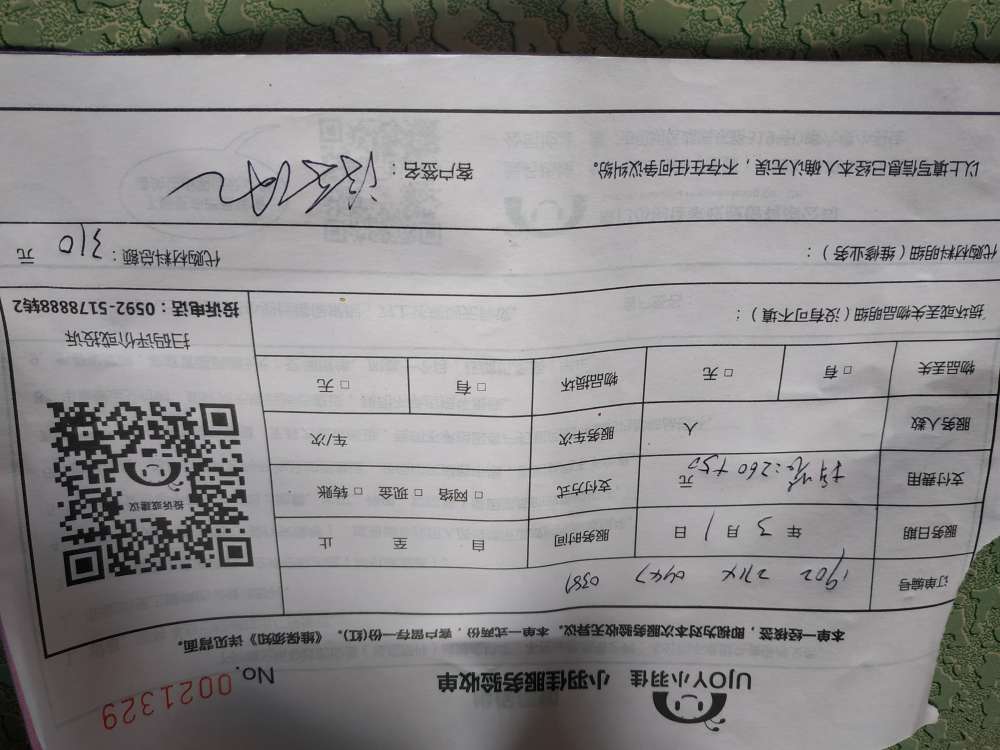 UJOY小羽佳 小羽佳服务验收单 No. 0021329
本单一经核签，即视为对本次服务验收无异议。本单一式两份，客户留存一份(红)。《维保须知》详见背面。
订单编号 1902 2714 0447 0387
服务日期 年 3 月 1 日 服务时间 自 至 止
支付费用 260+50 元 支付方式 □ 网络 □ 现金 □ 转账
服务人数 人 服务车次 车/次
物品丢失 □ 有 □ 无 物品损坏 □ 有 □ 无
投诉或建议
扫码评价或投诉
投诉电话：0592-5178888转2
损坏或丢失物品明细（没有可不填）：
代购材料明细（维修业务）： 代购材料总额：310 元
以上填写信息已经本人确认无误，不存在任何争议纠纷。 客户签名：